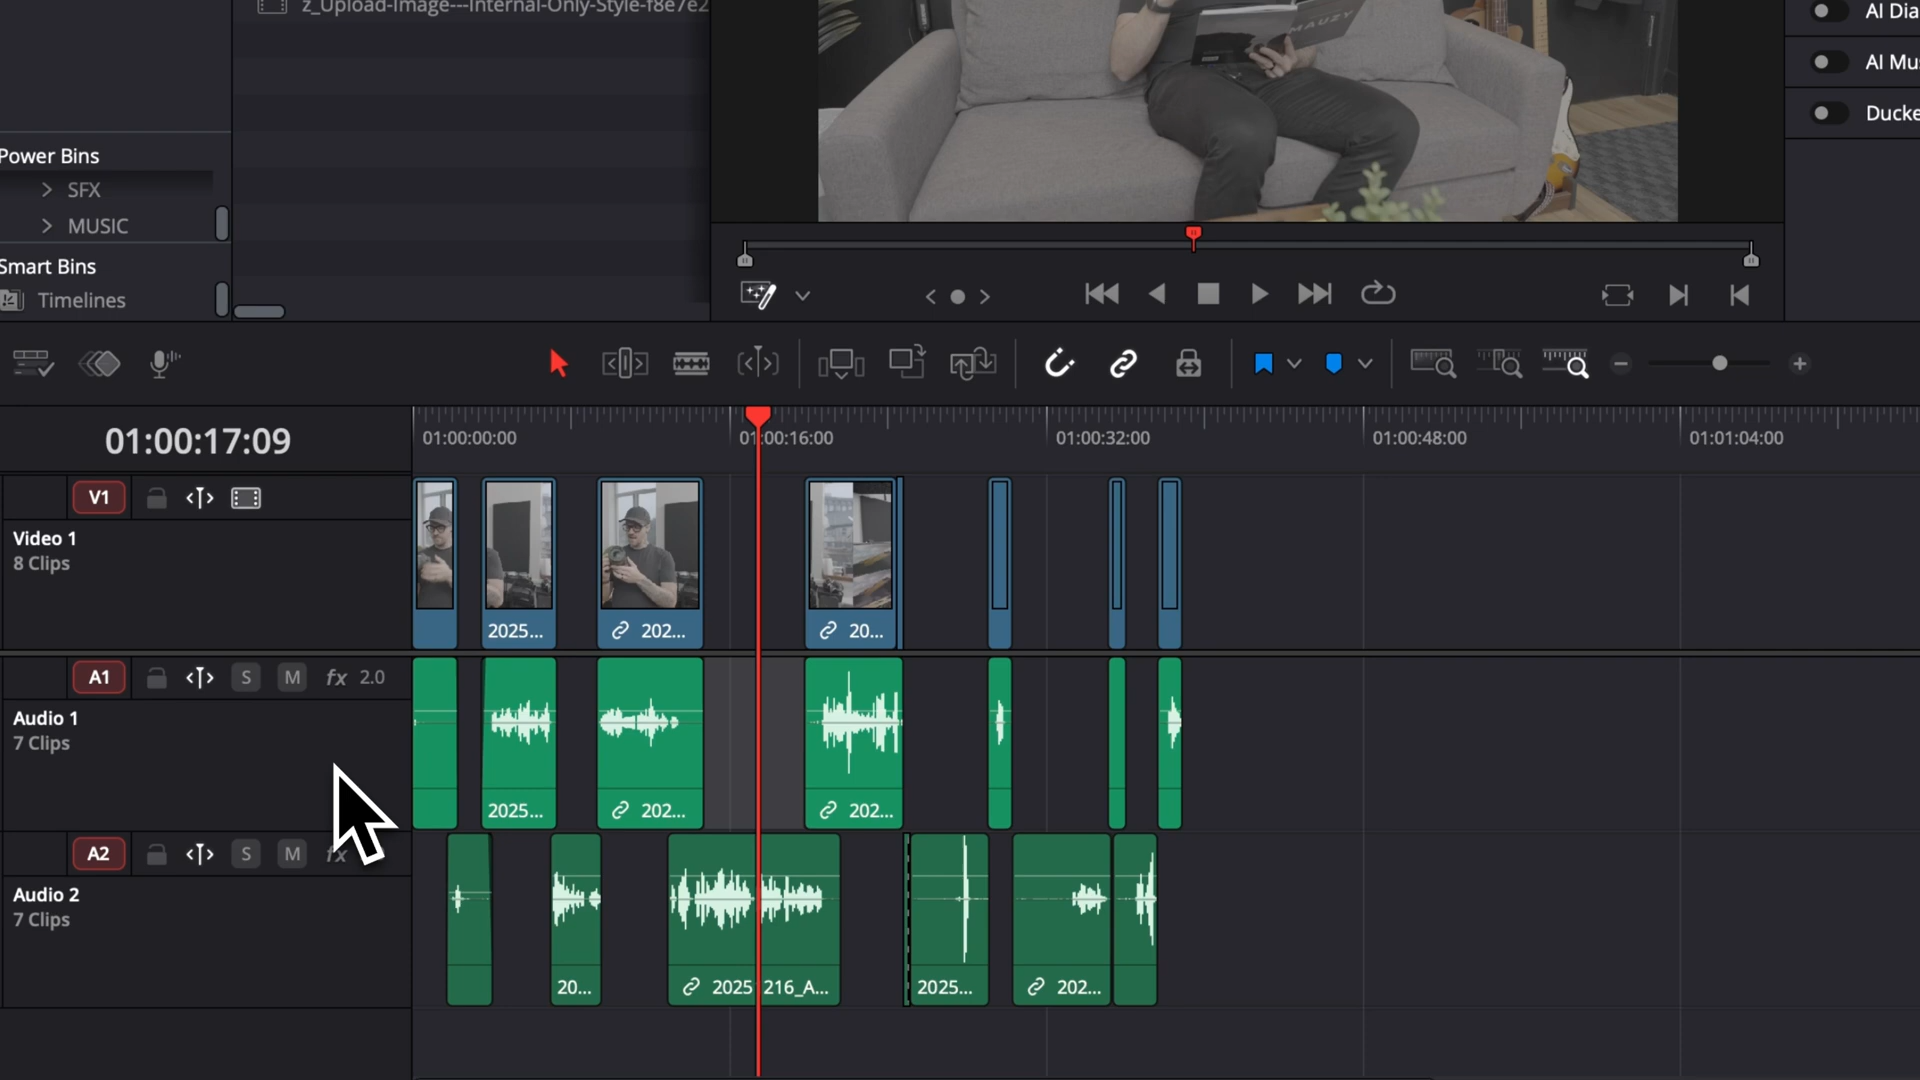 z_Upload-Image---Internal-Only-Style-f8e7e2
MAUZY
AI Dia
AI Mus
Ducke
Power Bins
SFX
MUSIC
Smart Bins
Timelines
01:00:17:09
01:00:00:00
01:00:16:00
01:00:32:00
01:00:48:00
01:01:04:00
V1
Video 1
8 Clips
2025...
202...
20...
A1
S
M
fx
2.0
Audio 1
7 Clips
2025...
202...
202...
A2
S
M
fx
Audio 2
7 Clips
20...
2025 216_A...
2025...
202...